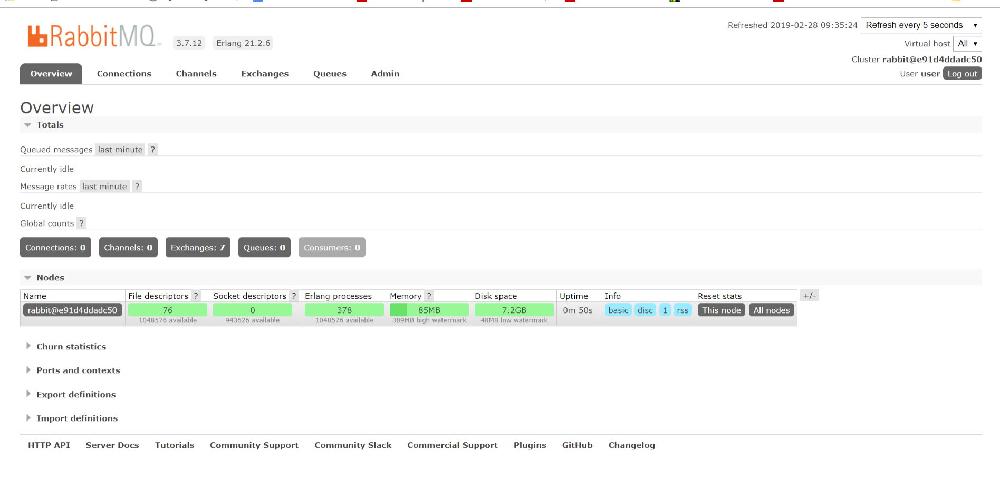 Refreshed 2019-02-28 09:35:24 Refresh every 5 seconds
RabbitMQ TM 3.7.12 Erlang 21.2.6
Virtual host All
Cluster rabbit@e91d4ddadc50
User user Log out
Overview Connections Channels Exchanges Queues Admin
Overview
Totals
Queued messages last minute ?
Currently idle
Message rates last minute ?
Currently idle
Global counts ?
Connections: 0 Channels: 0 Exchanges: 7 Queues: 0 Consumers: 0
Nodes
Name File descriptors ? Socket descriptors ? Erlang processes Memory ? Disk space Uptime Info Reset stats +/-
rabbit@e91d4ddadc50 76 0 378 85MB 7.2GB 0m 50s basic disc 1 rss This node All nodes
1048576 available 943626 available 1048576 available 389MB high watermark 48MB low watermark
Churn statistics
Ports and contexts
Export definitions
Import definitions
HTTP API Server Docs Tutorials Community Support Community Slack Commercial Support Plugins GitHub Changelog